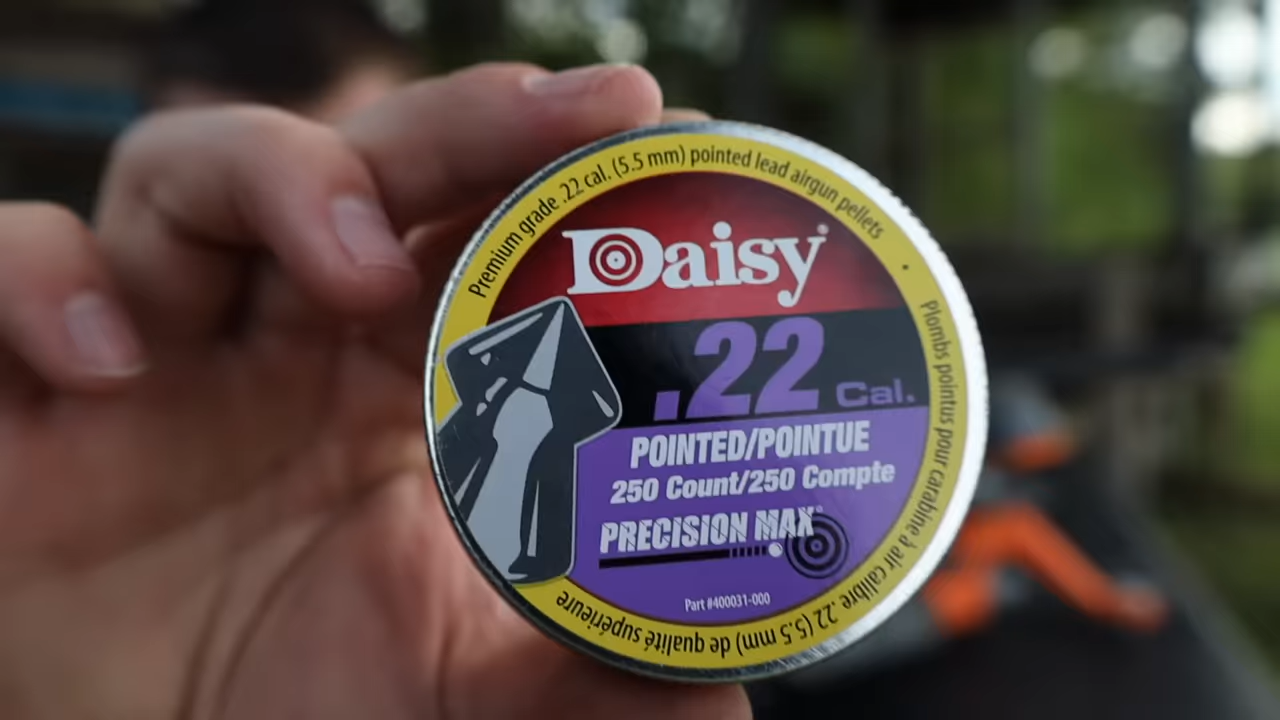 Premium grade .22 cal. (5.5 mm) pointed lead airgun pellets
Daisy®
.22 Cal.
POINTED/POINTUE
250 Count/250 Compte
PRECISION MAX®
Part #400031-000
Plombs pointus pour carabine à air calibre .22 (5.5 mm) de qualité supérieure